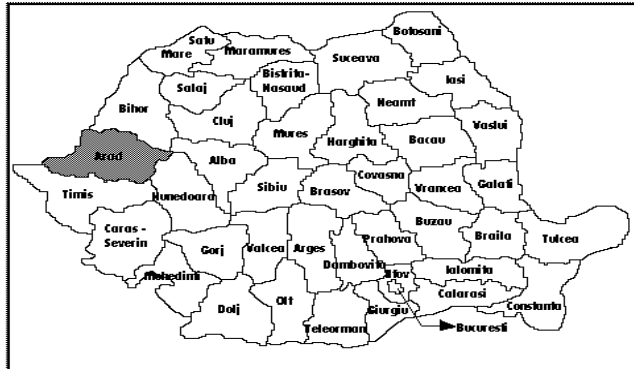 Botosani
Satu
Mare
Maramures
Suceava
Bistrita-
Nasaud
Iasi
Salaj
Neamt
Bihor
Cluj
Mures
Harghita
Bacau
Vaslui
Arad
Alba
Covasna
Timis
Hunedoara
Sibiu
Brasov
Vrancea
Galati
Caras -
Severin
Buzau
Gorj
Valcea
Arges
Prahova
Braila
Tulcea
Dambovita
Mehedinti
Ilfov
Ialomita
Calarasi
Dolj
Olt
Giurgiu
Constanta
Teleorman
Bucuresti